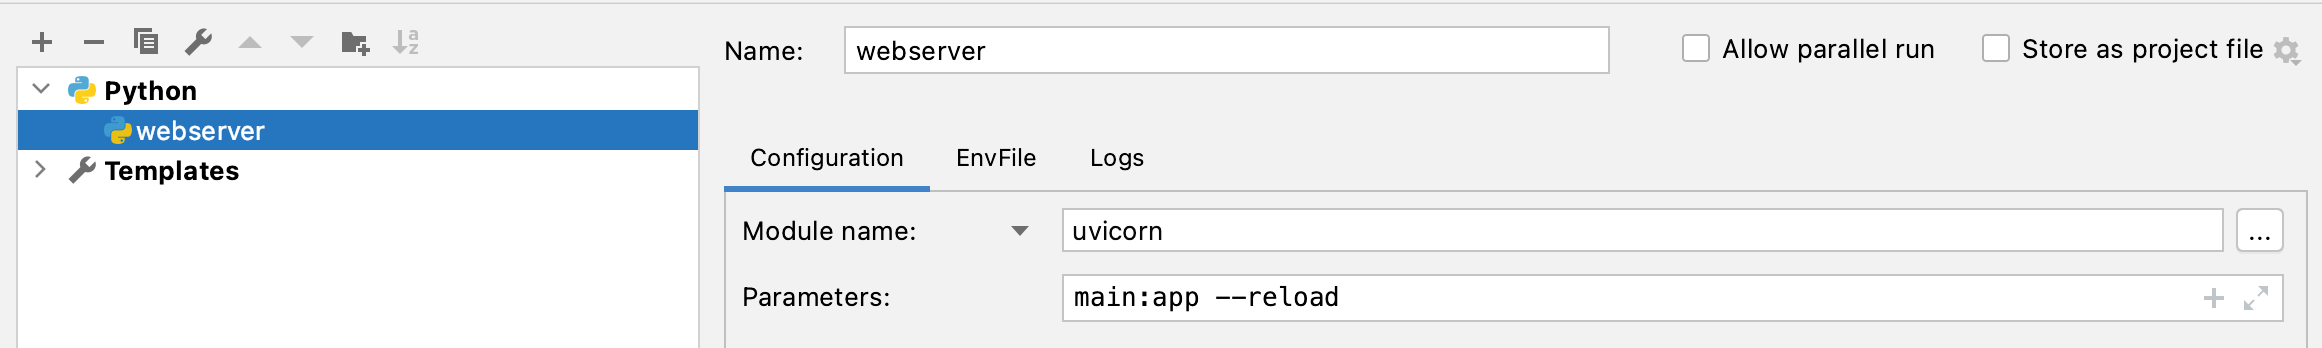 Name: webserver Allow parallel run Store as project file
Python
webserver
Templates
Configuration EnvFile Logs
Module name: uvicorn ...
Parameters: main:app --reload